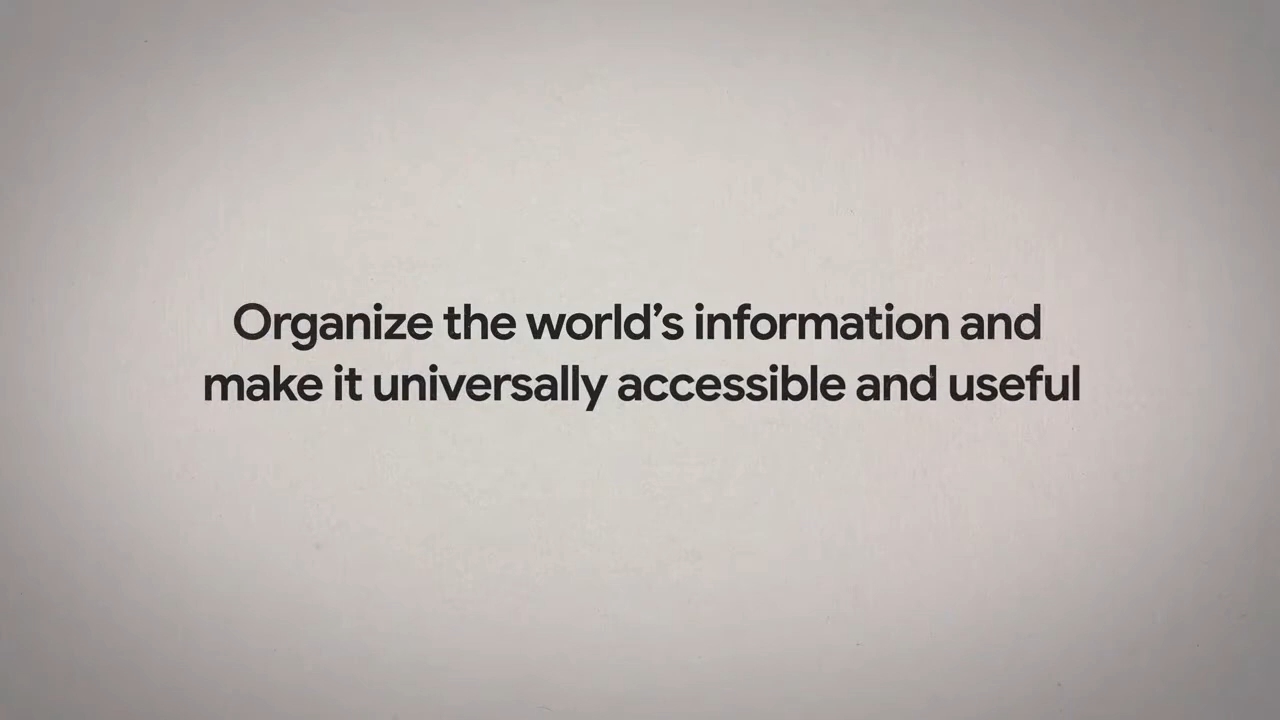 Organize the world’s information and
make it universally accessible and useful